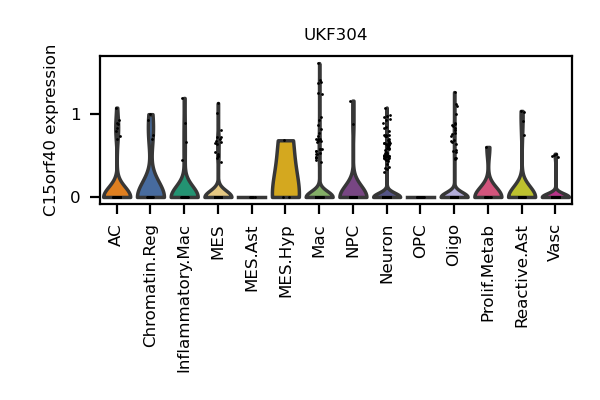 UKF304
C15orf40 expression
1
0
AC
Chromatin.Reg
Inflammatory.Mac
MES
MES.Ast
MES.Hyp
Mac
NPC
Neuron
OPC
Oligo
Prolif.Metab
Reactive.Ast
Vasc